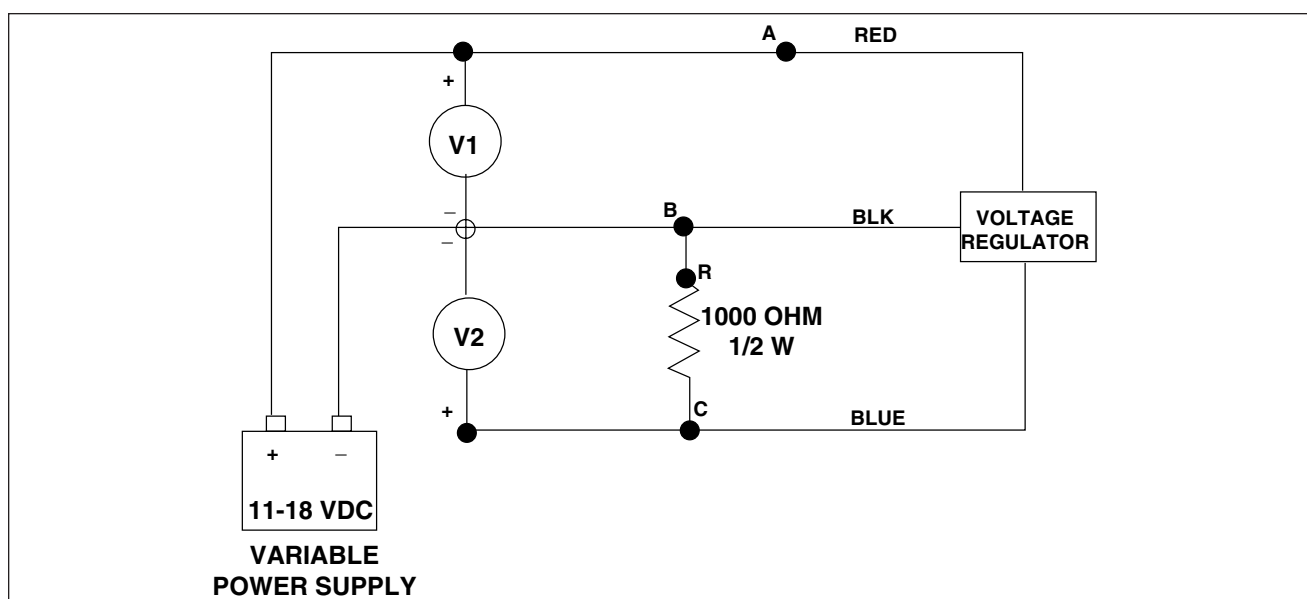 A
RED
+
V1
–
B
BLK
VOLTAGE
REGULATOR
–
R
1000 OHM
1/2 W
V2
+
C
BLUE
+ –
11-18 VDC
VARIABLE
POWER SUPPLY